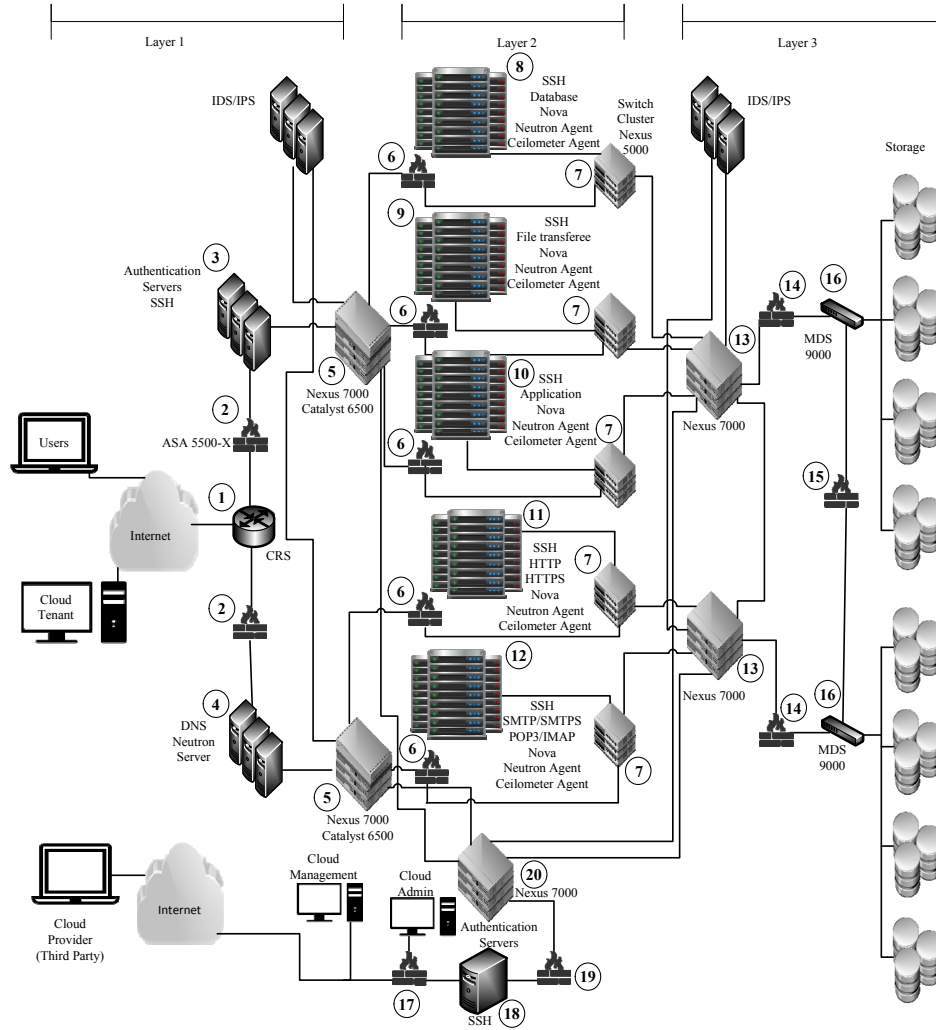 Layer 1
Layer 2
Layer 3
8
IDS/IPS
SSH
Database
Nova
Neutron Agent
Ceilometer Agent
Switch
Cluster
Nexus
5000
IDS/IPS
Storage
6
7
9
SSH
File transferee
Nova
Neutron Agent
Ceilometer Agent
3
Authentication
Servers
SSH
6
7
14
16
13
MDS
9000
5
Nexus 7000
Catalyst 6500
10
SSH
Application
Nova
Neutron Agent
Ceilometer Agent
Nexus 7000
2
ASA 5500-X
6
7
Users
1
Internet
CRS
15
11
SSH
HTTP
HTTPS
Nova
Neutron Agent
Ceilometer Agent
7
Cloud
Tenant
2
6
13
Nexus 7000
12
SSH
SMTP/SMTPS
POP3/IMAP
Nova
Neutron Agent
Ceilometer Agent
4
DNS
Neutron
Server
6
7
14
16
MDS
9000
5
Nexus 7000
Catalyst 6500
Cloud
Management
Cloud
Admin
20
Nexus 7000
Internet
Cloud
Provider
(Third Party)
Authentication
Servers
17
SSH
18
19